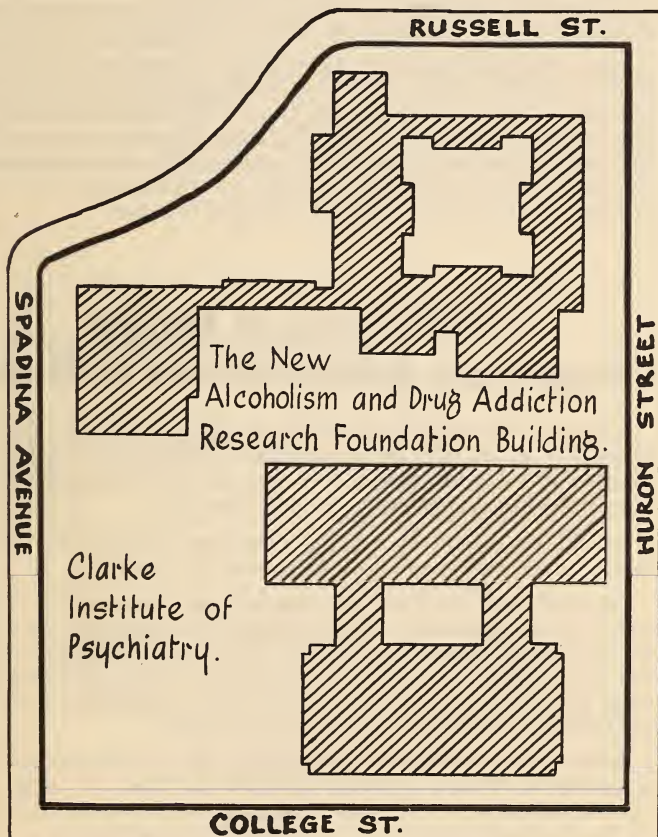 RUSSELL ST.
SPADINA AVENUE
HURON STREET
The New
Alcoholism and Drug Addiction
Research Foundation Building.
Clarke
Institute of
Psychiatry.
COLLEGE ST.